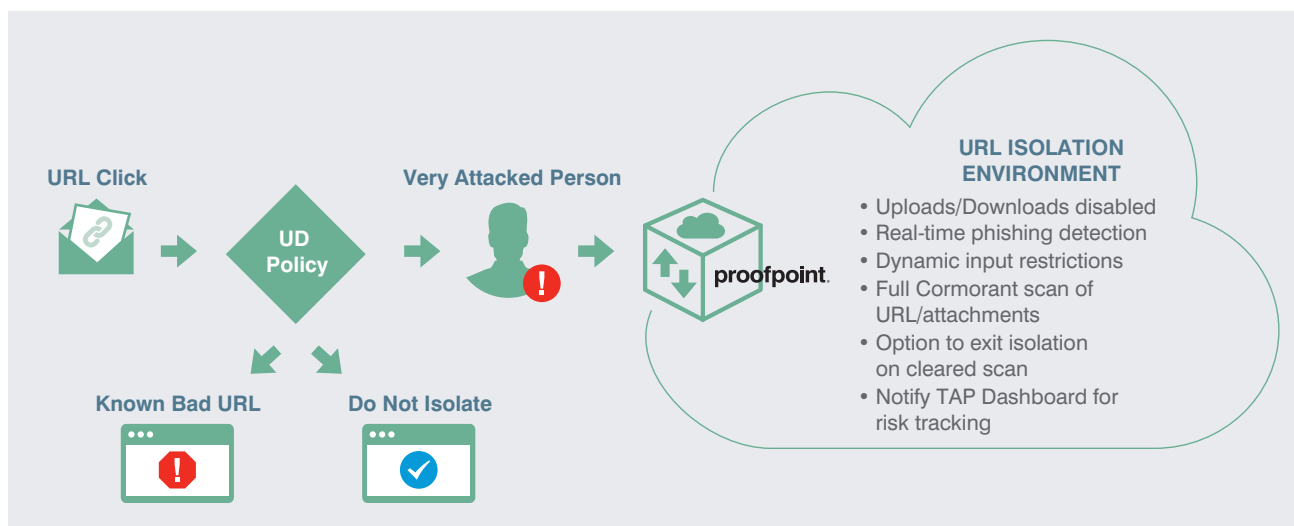 URL Click
UD
Policy
Very Attacked Person
Known Bad URL
Do Not Isolate
proofpoint.
URL ISOLATION
ENVIRONMENT
• Uploads/Downloads disabled
• Real-time phishing detection
• Dynamic input restrictions
• Full Cormorant scan of
URL/attachments
• Option to exit isolation
on cleared scan
• Notify TAP Dashboard for
risk tracking